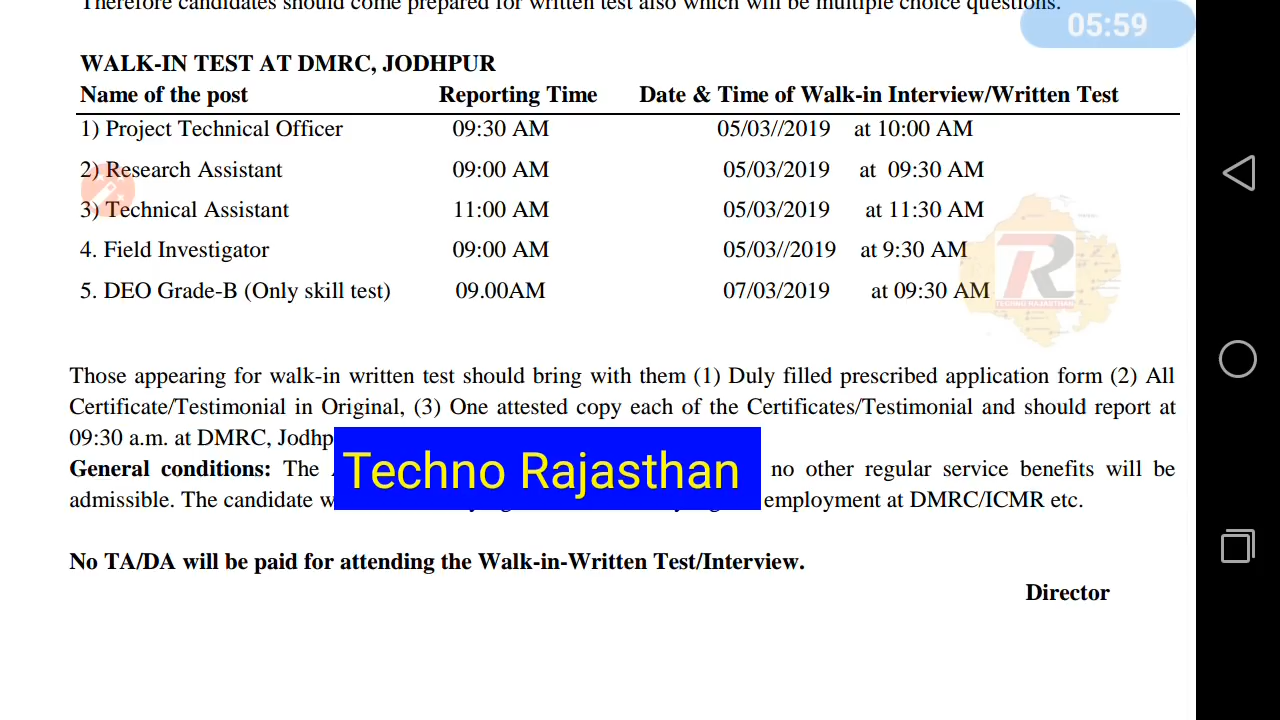 Therefore candidates should come prepared for written test also which will be multiple choice questions.
05:59
WALK-IN TEST AT DMRC, JODHPUR
Name of the post Reporting Time Date & Time of Walk-in Interview/Written Test
1) Project Technical Officer 09:30 AM 05/03//2019 at 10:00 AM
2) Research Assistant 09:00 AM 05/03/2019 at 09:30 AM
3) Technical Assistant 11:00 AM 05/03/2019 at 11:30 AM
4. Field Investigator 09:00 AM 05/03//2019 at 9:30 AM
5. DEO Grade-B (Only skill test) 09.00AM 07/03/2019 at 09:30 AM
TR
TECHNO RAJASTHAN
Those appearing for walk-in written test should bring with them (1) Duly filled prescribed application form (2) All
Certificate/Testimonial in Original, (3) One attested copy each of the Certificates/Testimonial and should report at
09:30 a.m. at DMRC, Jodhp
General conditions: The no other regular service benefits will be
Techno Rajasthan
admissible. The candidate employment at DMRC/ICMR etc.
No TA/DA will be paid for attending the Walk-in-Written Test/Interview.
Director